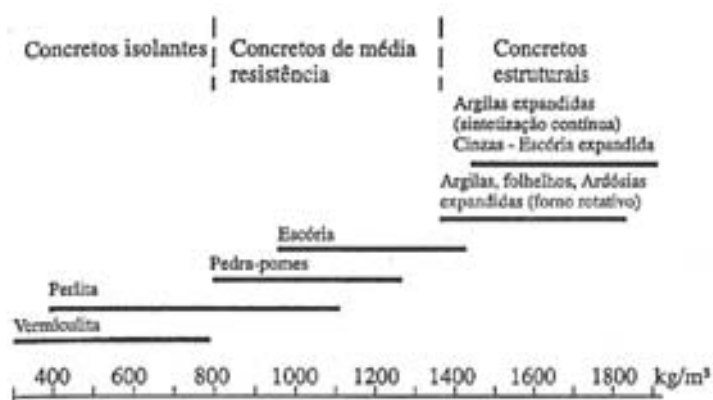 Concretos isolantes
Concretos de média
resistência
Concretos
estruturais
Argilas expandidas
(sintetização contínua)
Cinzas - Escória expandida
Argilas, folhelhos, Ardósias
expandidas (forno rotativo)
Escória
Pedra-pomes
Perlita
Vermiculita
400 600 800 1000 1200 1400 1600 1800 kg/m³